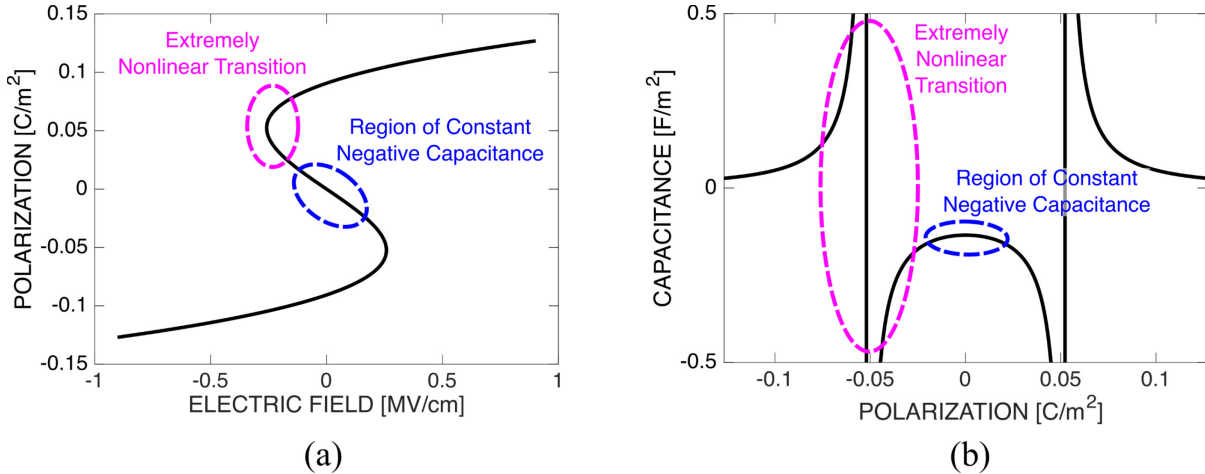 Extremely
Nonlinear Transition
Region of Constant
Negative Capacitance
POLARIZATION [C/m²]
0.15
0.1
0.05
0
-0.05
-0.1
-0.15
-1
-0.5
0
0.5
1
ELECTRIC FIELD [MV/cm]
(a)
Extremely
Nonlinear
Transition
Region of Constant
Negative Capacitance
CAPACITANCE [F/m²]
0.5
0
-0.5
-0.1
-0.05
0
0.05
0.1
POLARIZATION [C/m²]
(b)